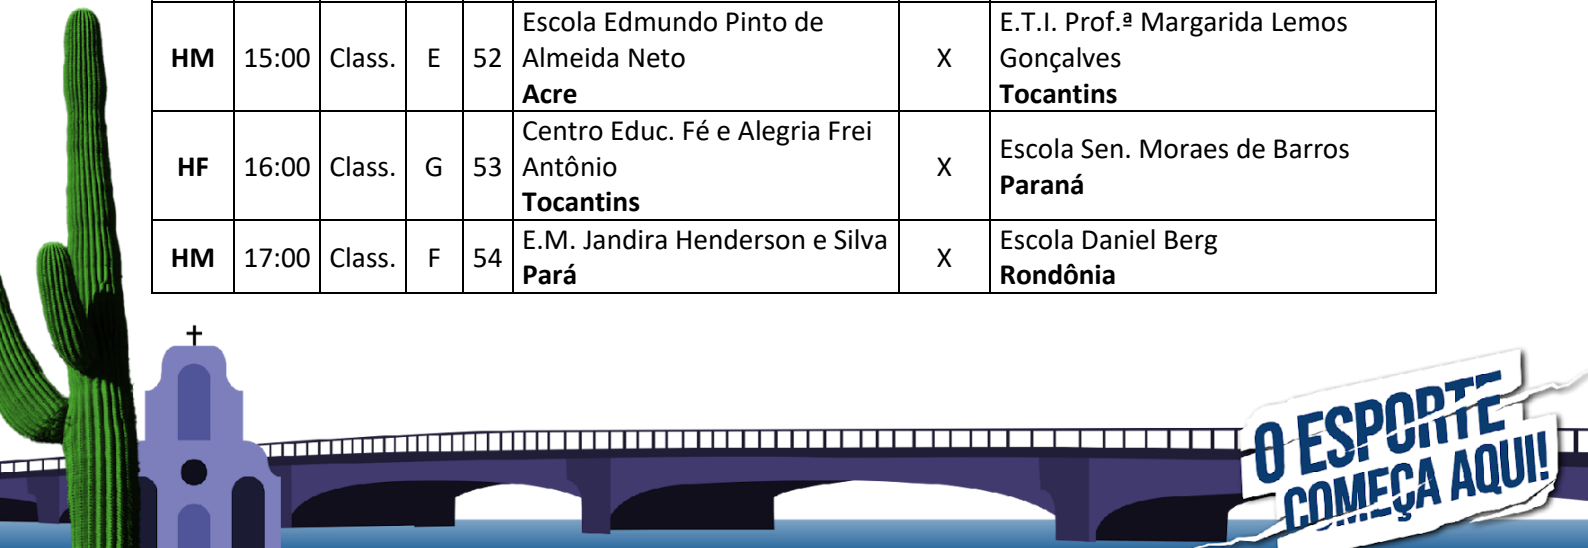 HM 15:00 Class. E 52 Escola Edmundo Pinto de Almeida Neto Acre X E.T.I. Prof.ª Margarida Lemos Gonçalves Tocantins
HF 16:00 Class. G 53 Centro Educ. Fé e Alegria Frei Antônio Tocantins X Escola Sen. Moraes de Barros Paraná
HM 17:00 Class. F 54 E.M. Jandira Henderson e Silva Pará X Escola Daniel Berg Rondônia
O ESPORTE
COMEÇA AQUI!